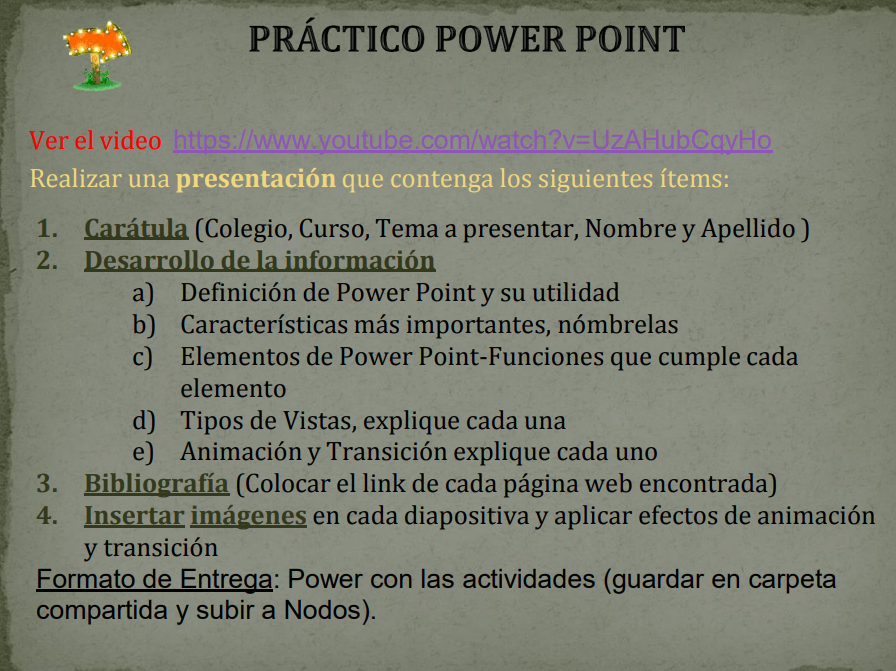 PRÁCTICO POWER POINT
Ver el video https://www.youtube.com/watch?v=UzAHubCqyHo
Realizar una presentación que contenga los siguientes ítems:
1. Carátula (Colegio, Curso, Tema a presentar, Nombre y Apellido )
2. Desarrollo de la información
a) Definición de Power Point y su utilidad
b) Características más importantes, nómbrelas
c) Elementos de Power Point-Funciones que cumple cada
elemento
d) Tipos de Vistas, explique cada una
e) Animación y Transición explique cada uno
3. Bibliografía (Colocar el link de cada página web encontrada)
4. Insertar imágenes en cada diapositiva y aplicar efectos de animación
y transición
Formato de Entrega: Power con las actividades (guardar en carpeta
compartida y subir a Nodos).